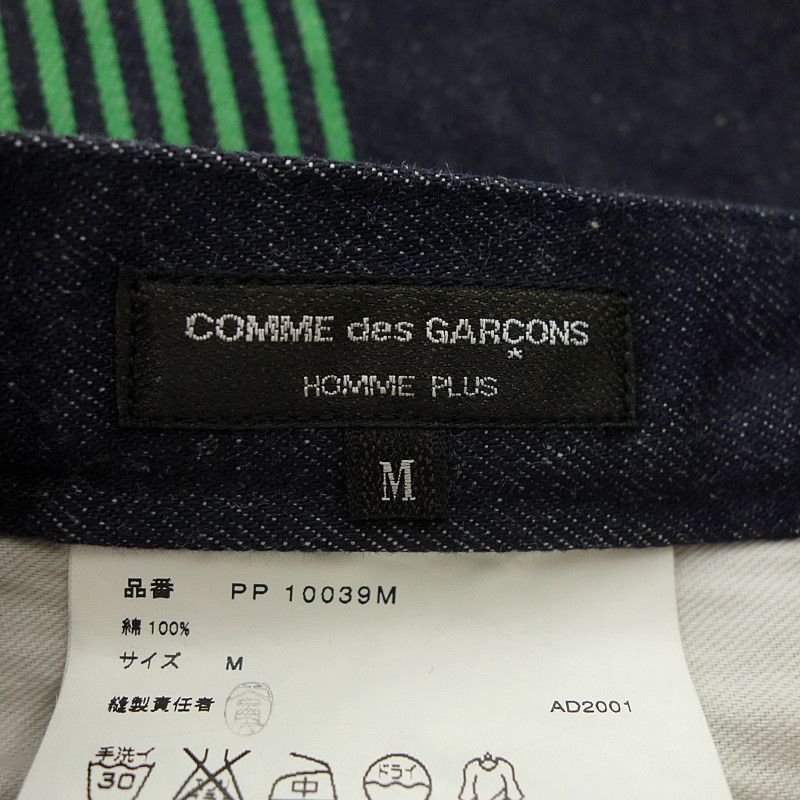 COMME des GARÇONS
HOMME PLUS
M
品番 PP 10039M
綿 100%
サイズ M
縫製責任者
AD2001
手洗イ
30
中
ドライ